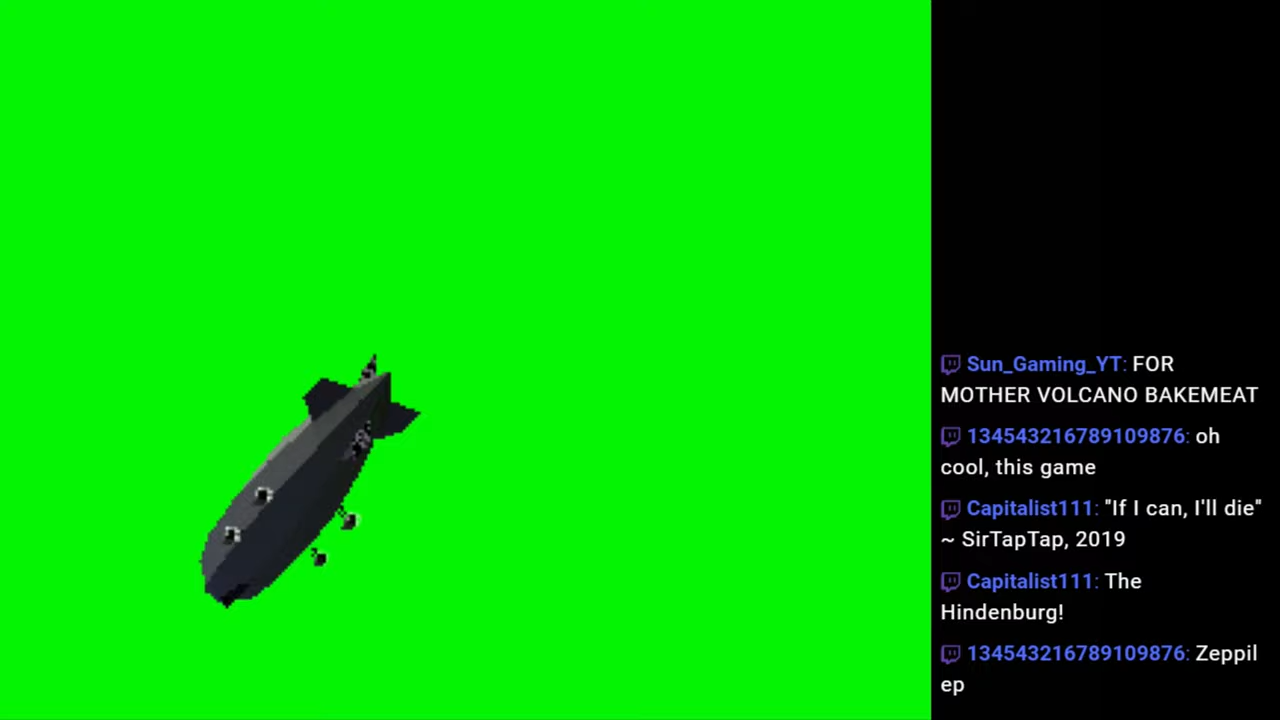 Sun_Gaming_YT: FOR
MOTHER VOLCANO BAKEMEAT
134543216789109876: oh
cool, this game
Capitalist111: "If I can, I'll die"
~ SirTapTap, 2019
Capitalist111: The
Hindenburg!
134543216789109876: Zeppil
ep